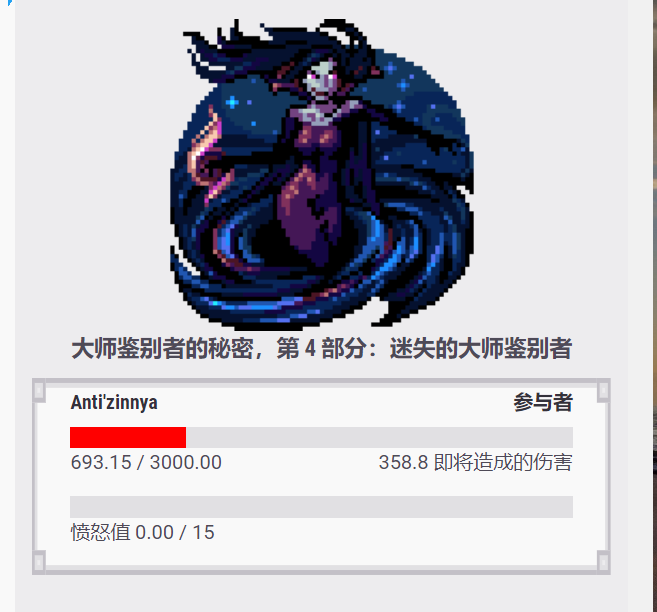 大师鉴别者的秘密，第 4 部分：迷失的大师鉴别者
Anti'zinnya 参与者
693.15 / 3000.00 358.8 即将造成的伤害
愤怒值 0.00 / 15